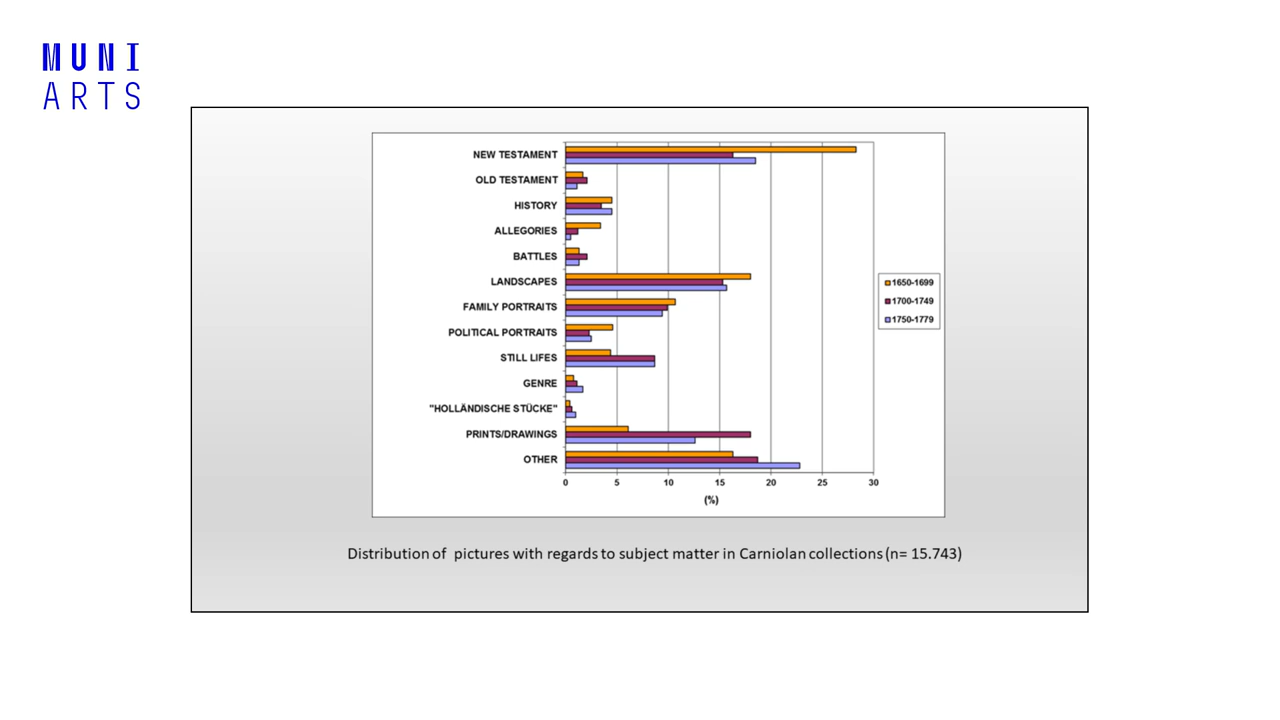 MUNI
ARTS
NEW TESTAMENT
OLD TESTAMENT
HISTORY
ALLEGORIES
BATTLES
LANDSCAPES
FAMILY PORTRAITS
POLITICAL PORTRAITS
STILL LIFES
GENRE
"HOLLÄNDISCHE STÜCKE"
PRINTS/DRAWINGS
OTHER
0 5 10 15 20 25 30
(%)
1650-1699
1700-1749
1750-1779
Distribution of pictures with regards to subject matter in Carniolan collections (n= 15.743)